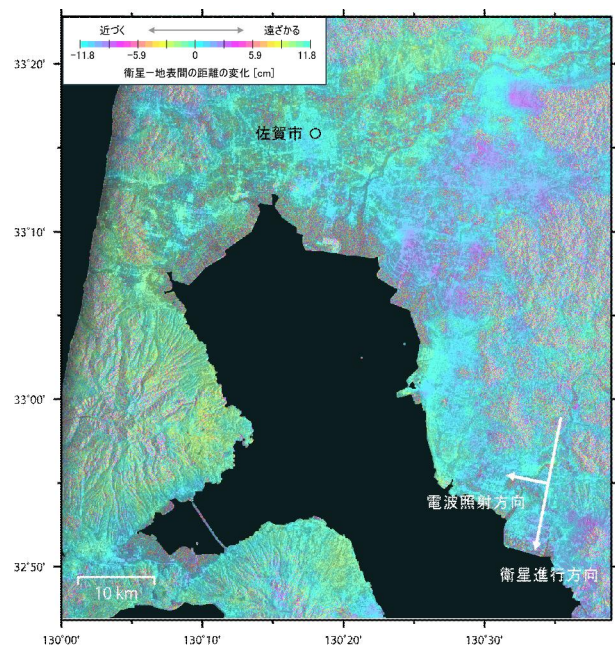 近づく 遠ざかる
-11.8 -5.9 5.9 11.8
衛星－地表間の距離の変化 [cm]
33˚20'
佐賀市
33˚10'
33˚00'
電波照射方向
32˚50'
衛星進行方向
10 km
130˚00' 130˚10' 130˚20' 130˚30'